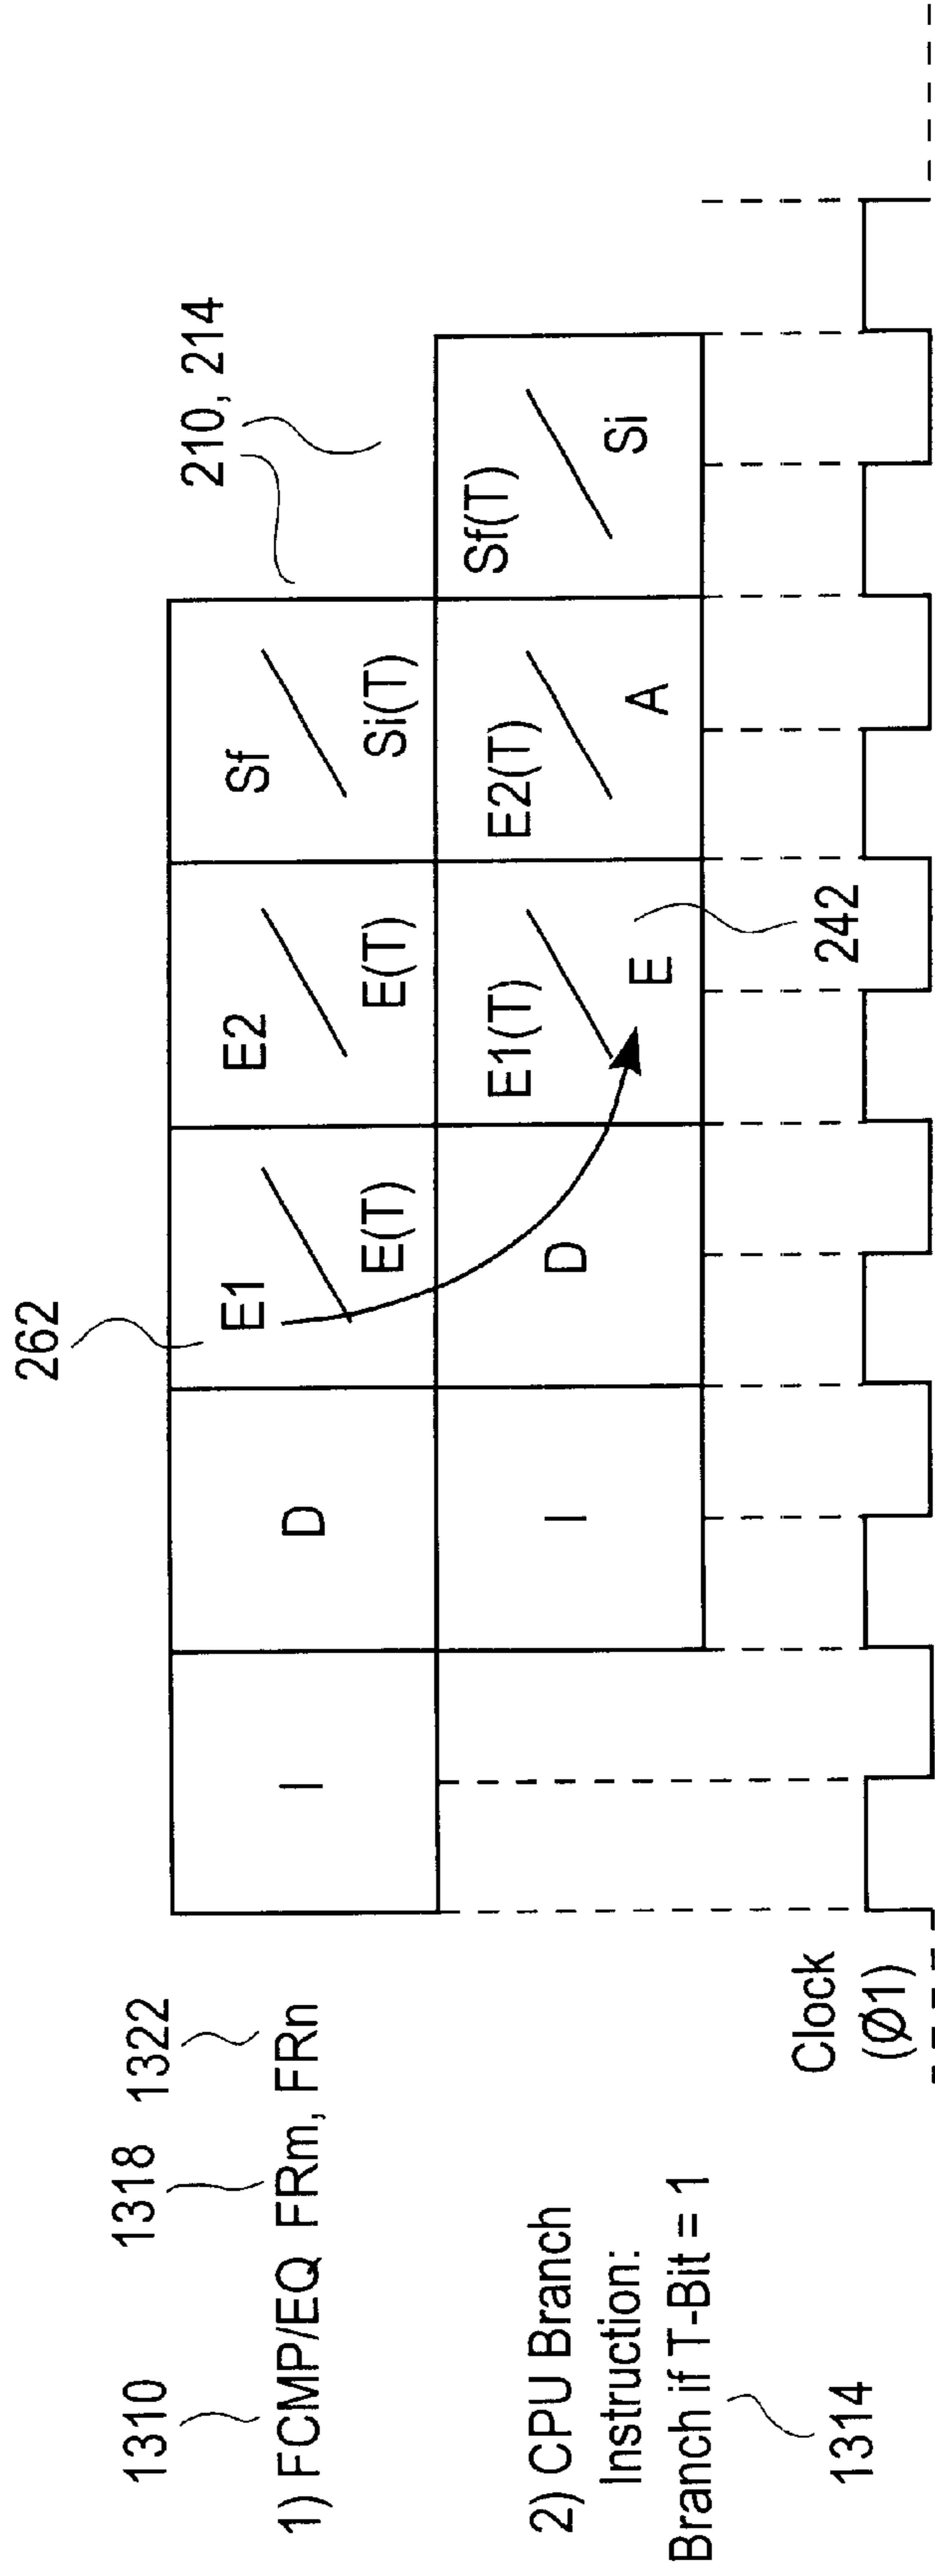 262
210, 214
1310
1318
1322
1) FCMP/EQ FRm, FRn
I
D
E1
E(T)
E2
E(T)
Sf
Si(T)
2) CPU Branch
Instruction:
Branch if T-Bit = 1
1314
I
D
E1(T)
E
E2(T)
A
Sf(T)
Si
242
Clock
(Ø1)